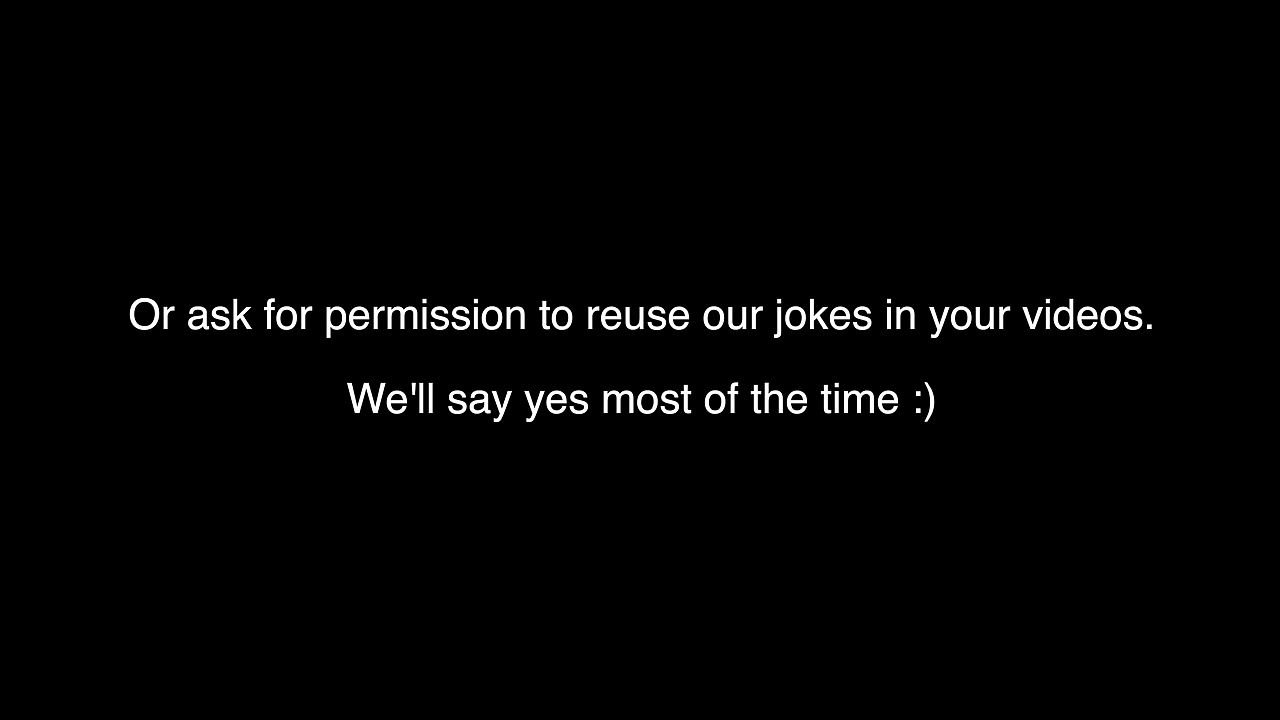 Or ask for permission to reuse our jokes in your videos.
We'll say yes most of the time :)